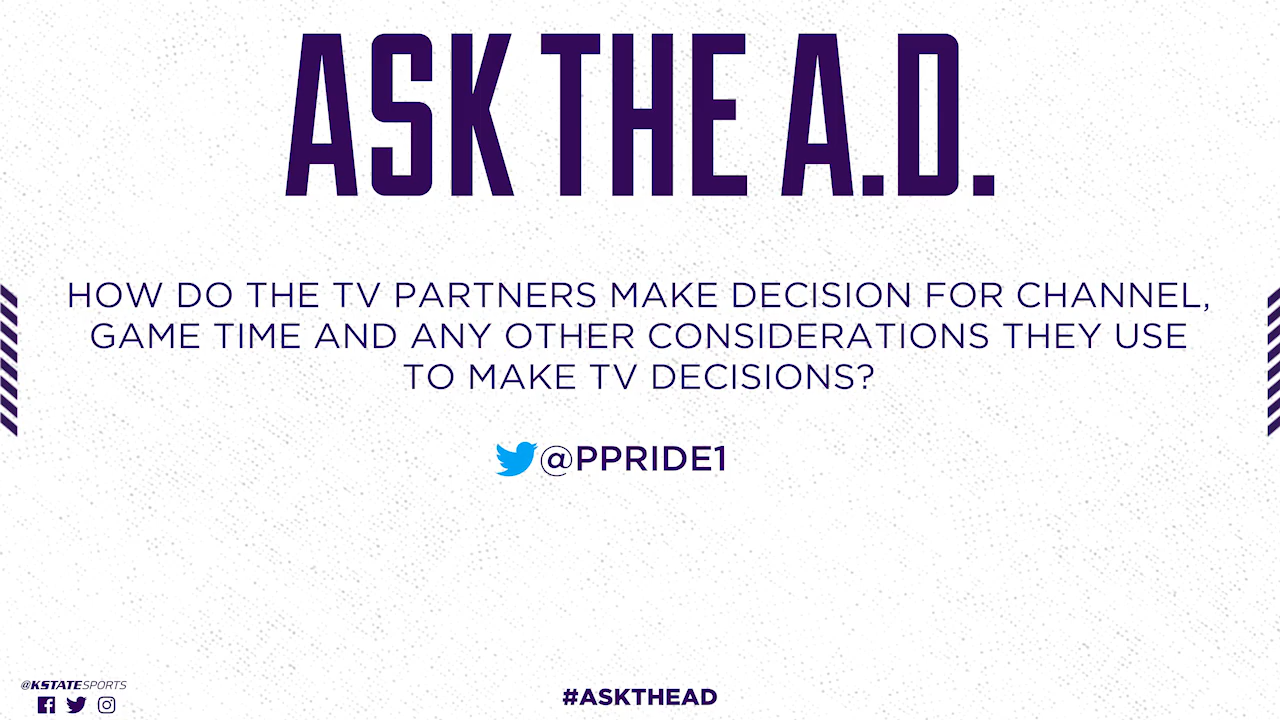 ASK THE A.D.
HOW DO THE TV PARTNERS MAKE DECISION FOR CHANNEL,
GAME TIME AND ANY OTHER CONSIDERATIONS THEY USE
TO MAKE TV DECISIONS?
@PPRIDE1
@KSTATESPORTS
#ASKTHEAD